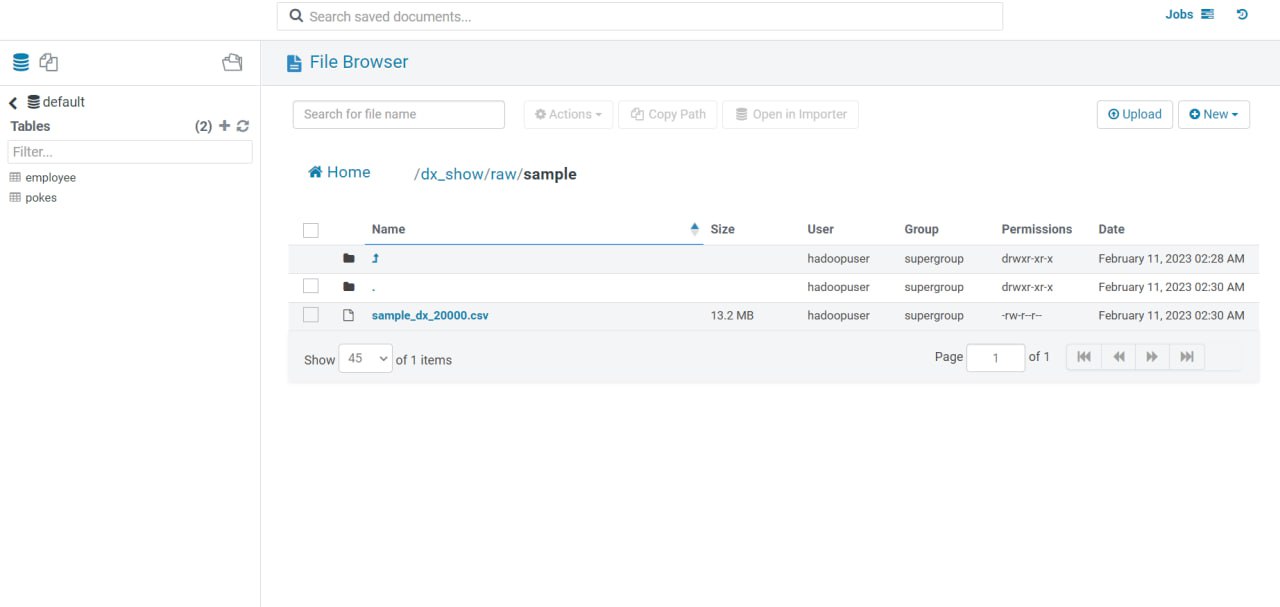 Search saved documents...
Jobs
File Browser
default
Tables (2)
Filter...
employee
pokes
Search for file name Actions Copy Path Open in Importer Upload New
Home /dx_show/raw/sample
Name Size User Group Permissions Date
hadoopuser supergroup drwxr-xr-x February 11, 2023 02:28 AM
. hadoopuser supergroup drwxr-xr-x February 11, 2023 02:30 AM
sample_dx_20000.csv 13.2 MB hadoopuser supergroup -rw-r--r-- February 11, 2023 02:30 AM
Show 45 of 1 items Page 1 of 1